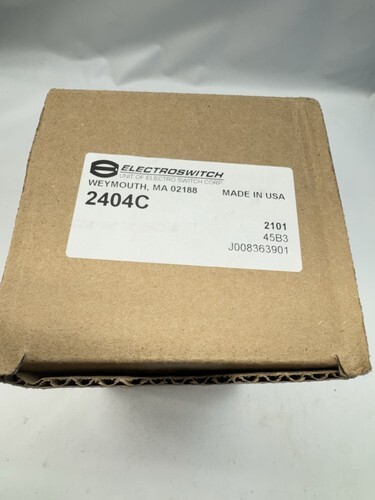 ELECTROSWITCH
UNIT OF ELECTRO SWITCH CORP.
WEYMOUTH, MA 02188 MADE IN USA
2404C
2101
45B3
J008363901